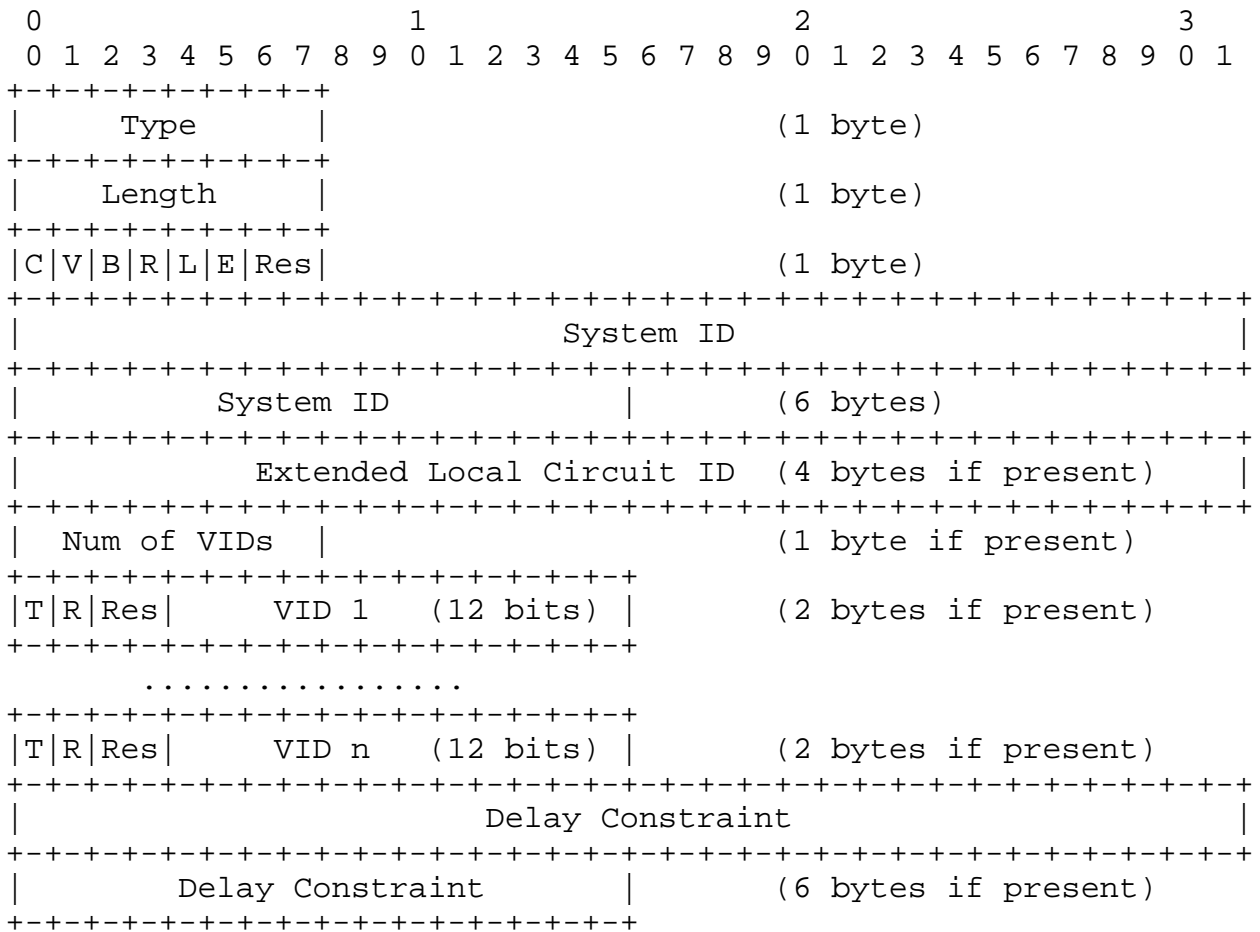 0                   1                   2                   3
 0 1 2 3 4 5 6 7 8 9 0 1 2 3 4 5 6 7 8 9 0 1 2 3 4 5 6 7 8 9 0 1
+-+-+-+-+-+-+-+-+
|     Type      |                       (1 byte)
+-+-+-+-+-+-+-+-+
|    Length     |                       (1 byte)
+-+-+-+-+-+-+-+-+
|C|V|B|R|L|E|Res|                       (1 byte)
+-+-+-+-+-+-+-+-+-+-+-+-+-+-+-+-+-+-+-+-+-+-+-+-+-+-+-+-+-+-+-+-+
|                            System ID                          |
+-+-+-+-+-+-+-+-+-+-+-+-+-+-+-+-+-+-+-+-+-+-+-+-+-+-+-+-+-+-+-+-+
|          System ID            |       (6 bytes)
+-+-+-+-+-+-+-+-+-+-+-+-+-+-+-+-+-+-+-+-+-+-+-+-+-+-+-+-+-+-+-+-+
|            Extended Local Circuit ID  (4 bytes if present)    |
+-+-+-+-+-+-+-+-+-+-+-+-+-+-+-+-+-+-+-+-+-+-+-+-+-+-+-+-+-+-+-+-+
|  Num of VIDs  |                       (1 byte if present)
+-+-+-+-+-+-+-+-+-+-+-+-+-+-+-+-+
|T|R|Res|     VID 1   (12 bits) |       (2 bytes if present)
+-+-+-+-+-+-+-+-+-+-+-+-+-+-+-+-+
       .................
+-+-+-+-+-+-+-+-+-+-+-+-+-+-+-+-+
|T|R|Res|     VID n   (12 bits) |       (2 bytes if present)
+-+-+-+-+-+-+-+-+-+-+-+-+-+-+-+-+-+-+-+-+-+-+-+-+-+-+-+-+-+-+-+-+
|                        Delay Constraint                       |
+-+-+-+-+-+-+-+-+-+-+-+-+-+-+-+-+-+-+-+-+-+-+-+-+-+-+-+-+-+-+-+-+
|        Delay Constraint       |       (6 bytes if present)
+-+-+-+-+-+-+-+-+-+-+-+-+-+-+-+-+